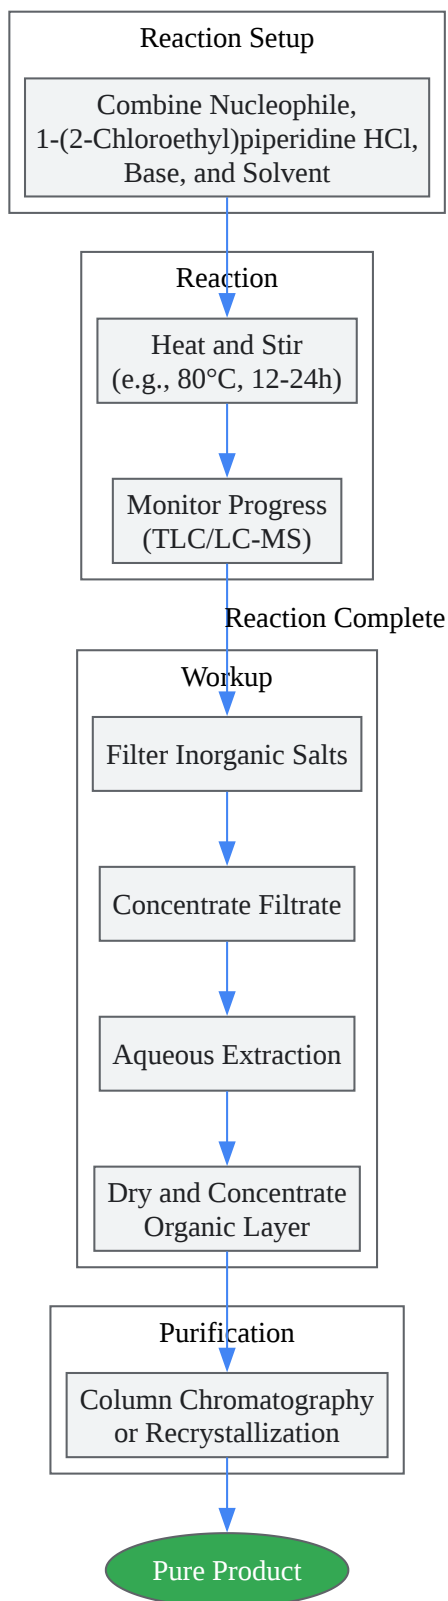 Reaction Setup
Combine Nucleophile,
1-(2-Chloroethyl)piperidine HCl,
Base, and Solvent
Reaction
Heat and Stir
(e.g., 80°C, 12-24h)
Monitor Progress
(TLC/LC-MS)
Reaction Complete
Workup
Filter Inorganic Salts
Concentrate Filtrate
Aqueous Extraction
Dry and Concentrate
Organic Layer
Purification
Column Chromatography
or Recrystallization
Pure Product